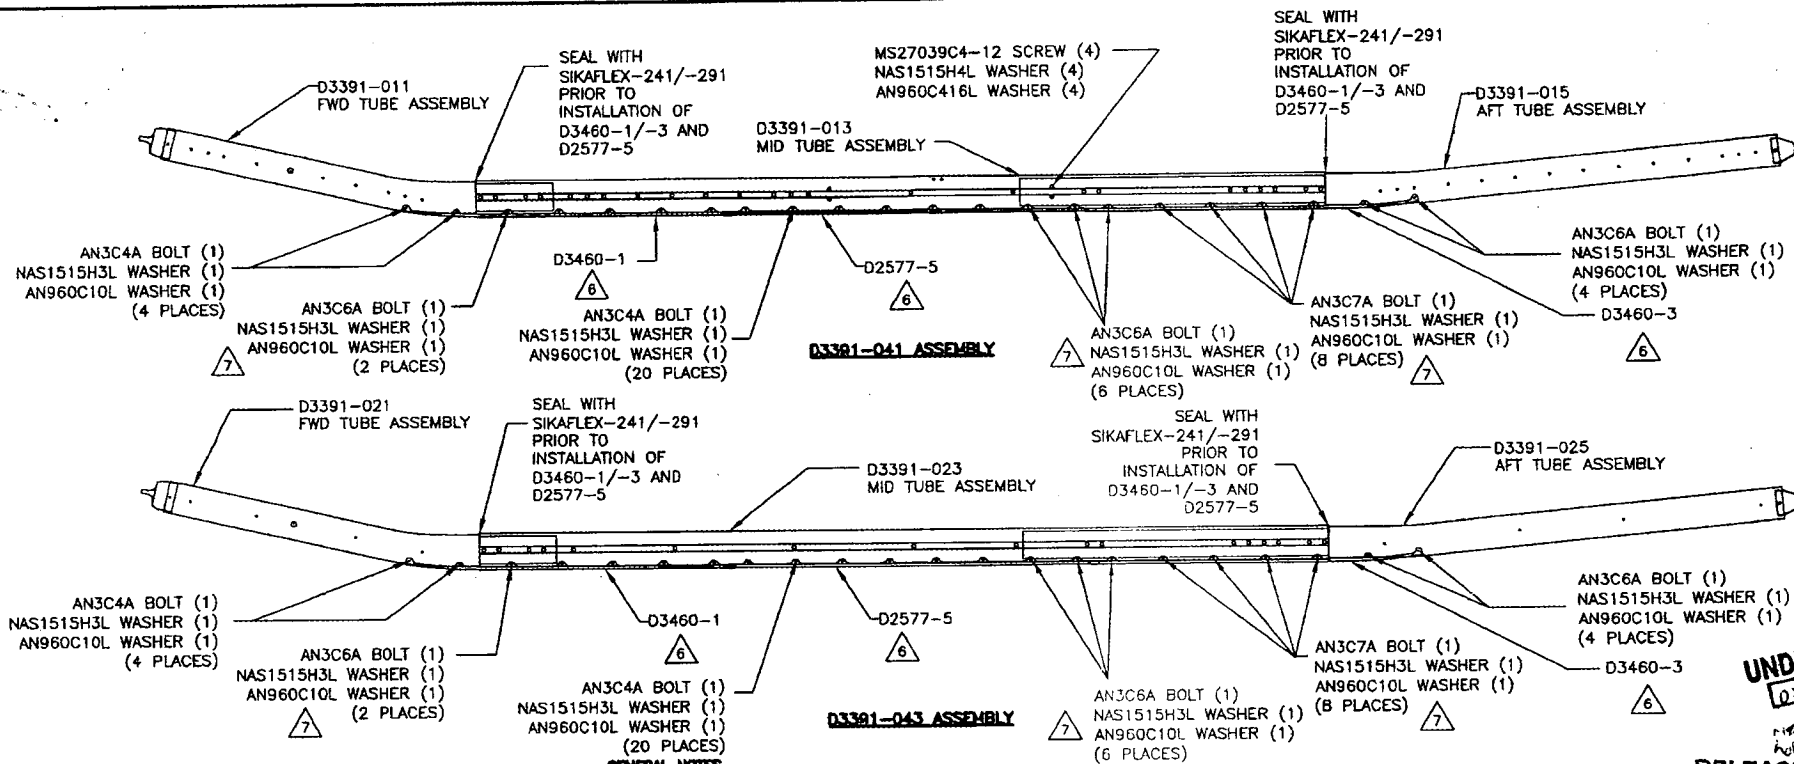 D3391-011
FWD TUBE ASSEMBLY
SEAL WITH
SIKAFLEX-241/-291
PRIOR TO
INSTALLATION OF
D3460-1/-3 AND
D2577-5
D3391-013
MID TUBE ASSEMBLY
MS27039C4-12 SCREW (4)
NAS1515H4L WASHER (4)
AN960C416L WASHER (4)
SEAL WITH
SIKAFLEX-241/-291
PRIOR TO
INSTALLATION OF
D3460-1/-3 AND
D2577-5
D3391-015
AFT TUBE ASSEMBLY
AN3C4A BOLT (1)
NAS1515H3L WASHER (1)
AN960C10L WASHER (1)
(4 PLACES)
AN3C6A BOLT (1)
NAS1515H3L WASHER (1)
AN960C10L WASHER (1)
(2 PLACES)
7
D3460-1
6
AN3C4A BOLT (1)
NAS1515H3L WASHER (1)
AN960C10L WASHER (1)
(20 PLACES)
D2577-5
6
D3391-041 ASSEMBLY
7
AN3C6A BOLT (1)
NAS1515H3L WASHER (1)
AN960C10L WASHER (1)
(6 PLACES)
AN3C7A BOLT (1)
NAS1515H3L WASHER (1)
AN960C10L WASHER (1)
(8 PLACES)
7
AN3C6A BOLT (1)
NAS1515H3L WASHER (1)
AN960C10L WASHER (1)
(4 PLACES)
D3460-3
6
D3391-021
FWD TUBE ASSEMBLY
SEAL WITH
SIKAFLEX-241/-291
PRIOR TO
INSTALLATION OF
D3460-1/-3 AND
D2577-5
D3391-023
MID TUBE ASSEMBLY
SEAL WITH
SIKAFLEX-241/-291
PRIOR TO
INSTALLATION OF
D3460-1/-3 AND
D2577-5
D3391-025
AFT TUBE ASSEMBLY
AN3C4A BOLT (1)
NAS1515H3L WASHER (1)
AN960C10L WASHER (1)
(4 PLACES)
AN3C6A BOLT (1)
NAS1515H3L WASHER (1)
AN960C10L WASHER (1)
(2 PLACES)
7
D3460-1
6
AN3C4A BOLT (1)
NAS1515H3L WASHER (1)
AN960C10L WASHER (1)
(20 PLACES)
D2577-5
6
D3391-043 ASSEMBLY
7
AN3C6A BOLT (1)
NAS1515H3L WASHER (1)
AN960C10L WASHER (1)
(6 PLACES)
AN3C7A BOLT (1)
NAS1515H3L WASHER (1)
AN960C10L WASHER (1)
(8 PLACES)
7
AN3C6A BOLT (1)
NAS1515H3L WASHER (1)
AN960C10L WASHER (1)
(4 PLACES)
D3460-3
6
GENERAL NOTES
UND